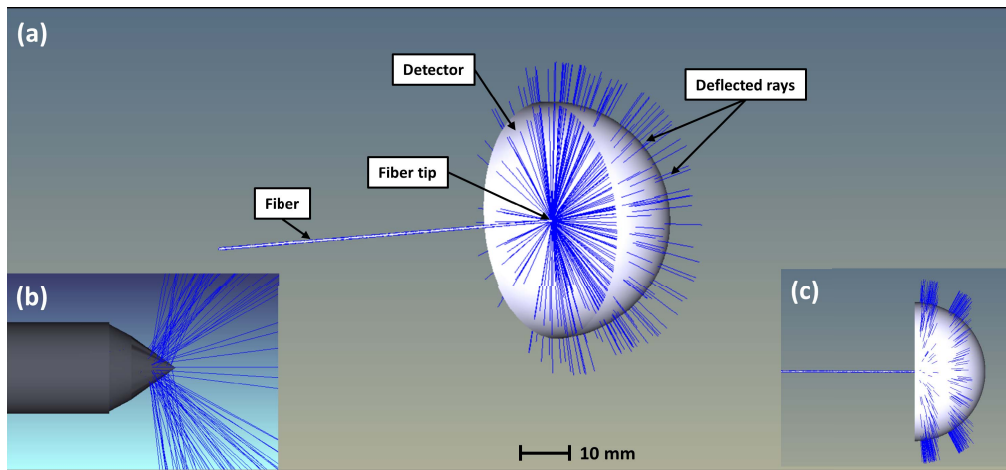 (a)
Detector
Deflected rays
Fiber tip
Fiber
(b)
(c)
10 mm